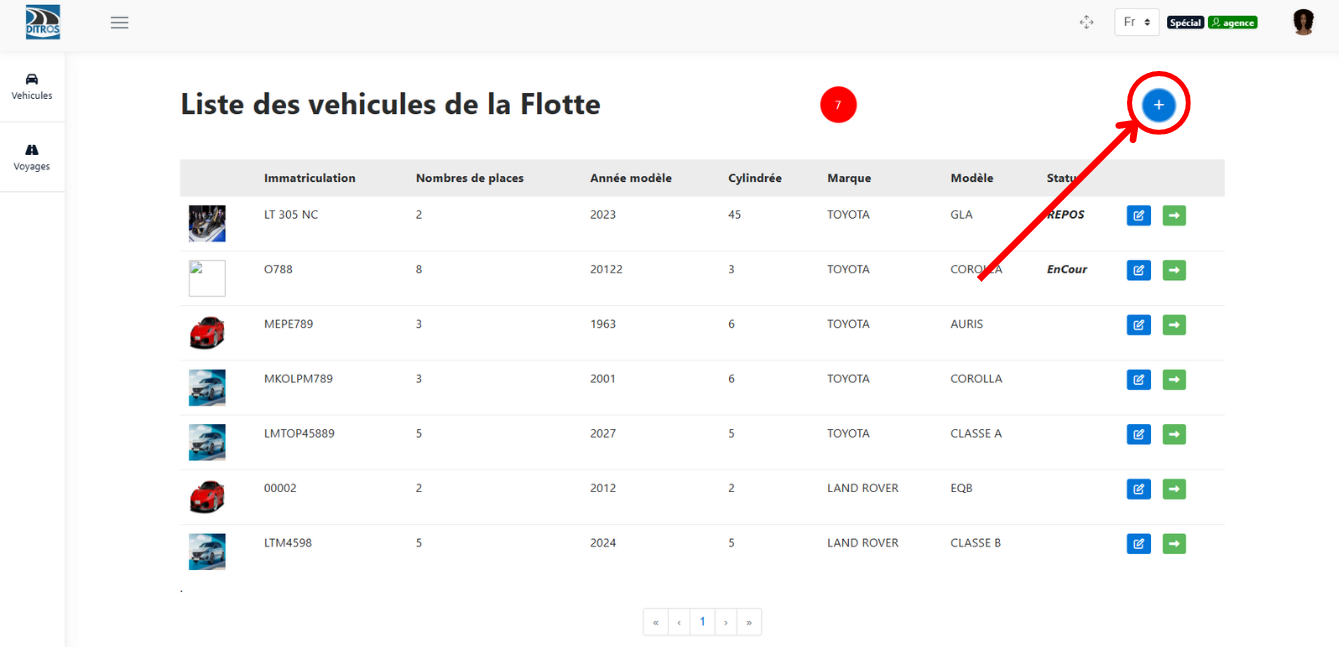 DITROS
Fr
Spécial
agence
Vehicules
Voyages
Liste des vehicules de la Flotte
7
+
Immatriculation Nombres de places Année modèle Cylindrée Marque Modèle Statu
LT 305 NC 2 2023 45 TOYOTA GLA REPOS
O788 8 20122 3 TOYOTA COROLLA EnCour
MEPE789 3 1963 6 TOYOTA AURIS
MKOLPM789 3 2001 6 TOYOTA COROLLA
LMTOP45889 5 2027 5 TOYOTA CLASSE A
00002 2 2012 2 LAND ROVER EQB
LTM4598 5 2024 5 LAND ROVER CLASSE B
.
« ‹ 1 › »